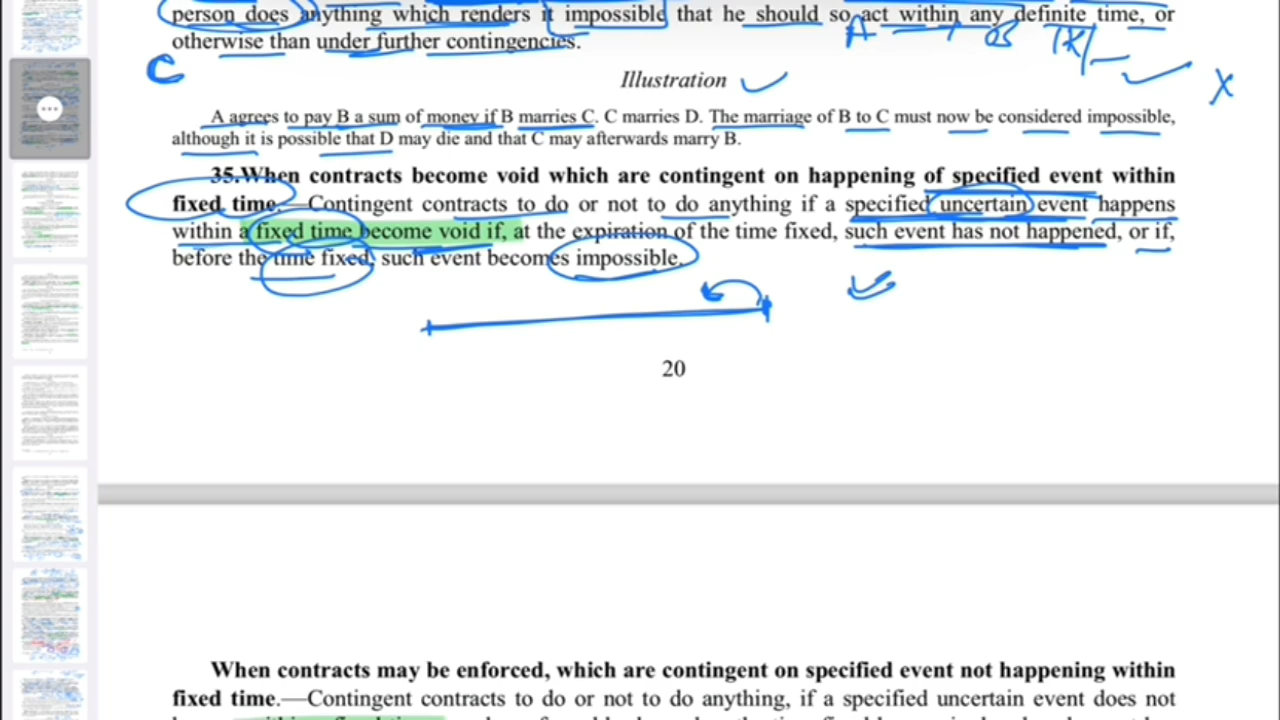 person does anything which renders it impossible that he should so act within any definite time, or
otherwise than under further contingencies.
A B 1K/-
C
Illustration
X
A agrees to pay B a sum of money if B marries C. C marries D. The marriage of B to C must now be considered impossible,
although it is possible that D may die and that C may afterwards marry B.
35.When contracts become void which are contingent on happening of specified event within
fixed time.—Contingent contracts to do or not to do anything if a specified uncertain event happens
within a fixed time become void if, at the expiration of the time fixed, such event has not happened, or if,
before the time fixed, such event becomes impossible.
20
When contracts may be enforced, which are contingent on specified event not happening within
fixed time.—Contingent contracts to do or not to do anything, if a specified uncertain event does not